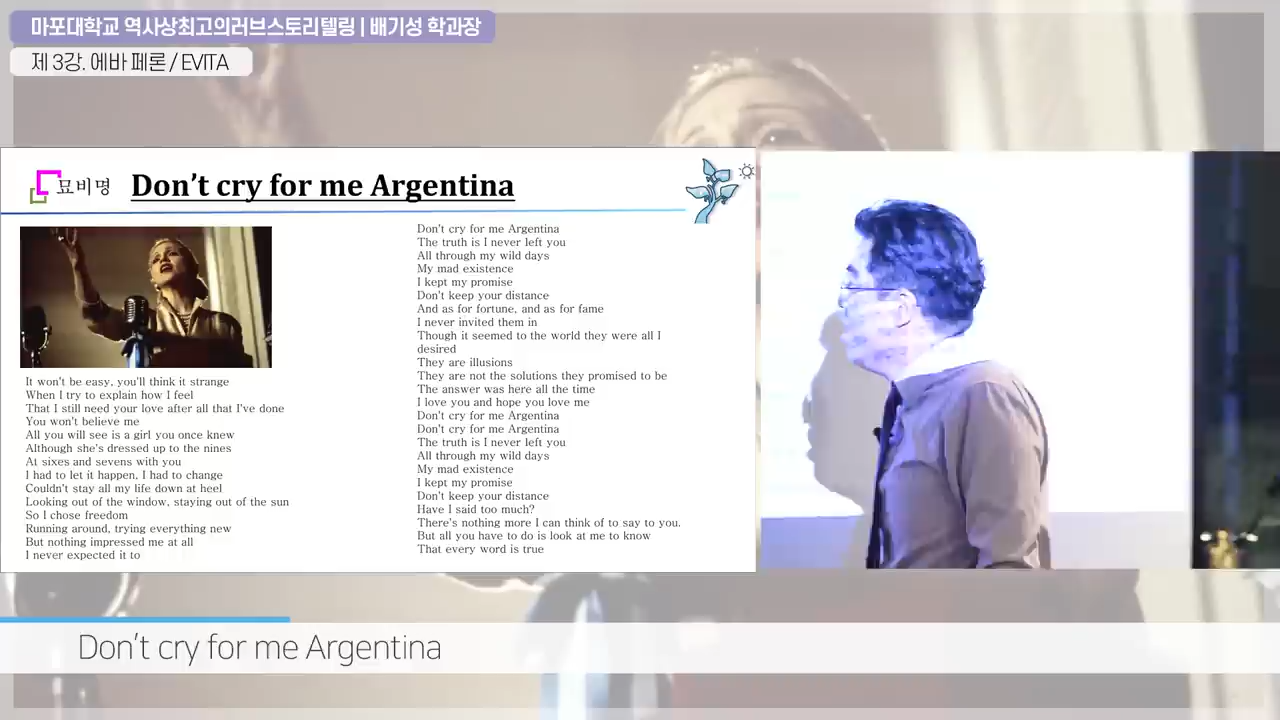 마포대학교 역사상최고의러브스토리텔링 | 배기성 학과장
제 3강. 에바 페론 / EVITA
묘비명 Don't cry for me Argentina
It won't be easy, you'll think it strange
When I try to explain how I feel
That I still need your love after all that I've done
You won't believe me
All you will see is a girl you once knew
Although she's dressed up to the nines
At sixes and sevens with you
I had to let it happen, I had to change
Couldn't stay all my life down at heel
Looking out of the window, staying out of the sun
So I chose freedom
Running around, trying everything new
But nothing impressed me at all
I never expected it to
Don't cry for me Argentina
The truth is I never left you
All through my wild days
My mad existence
I kept my promise
Don't keep your distance
And as for fortune, and as for fame
I never invited them in
Though it seemed to the world they were all I
desired
They are illusions
They are not the solutions they promised to be
The answer was here all the time
I love you and hope you love me
Don't cry for me Argentina
Don't cry for me Argentina
The truth is I never left you
All through my wild days
My mad existence
I kept my promise
Don't keep your distance
Have I said too much?
There's nothing more I can think of to say to you.
But all you have to do is look at me to know
That every word is true
Don't cry for me Argentina